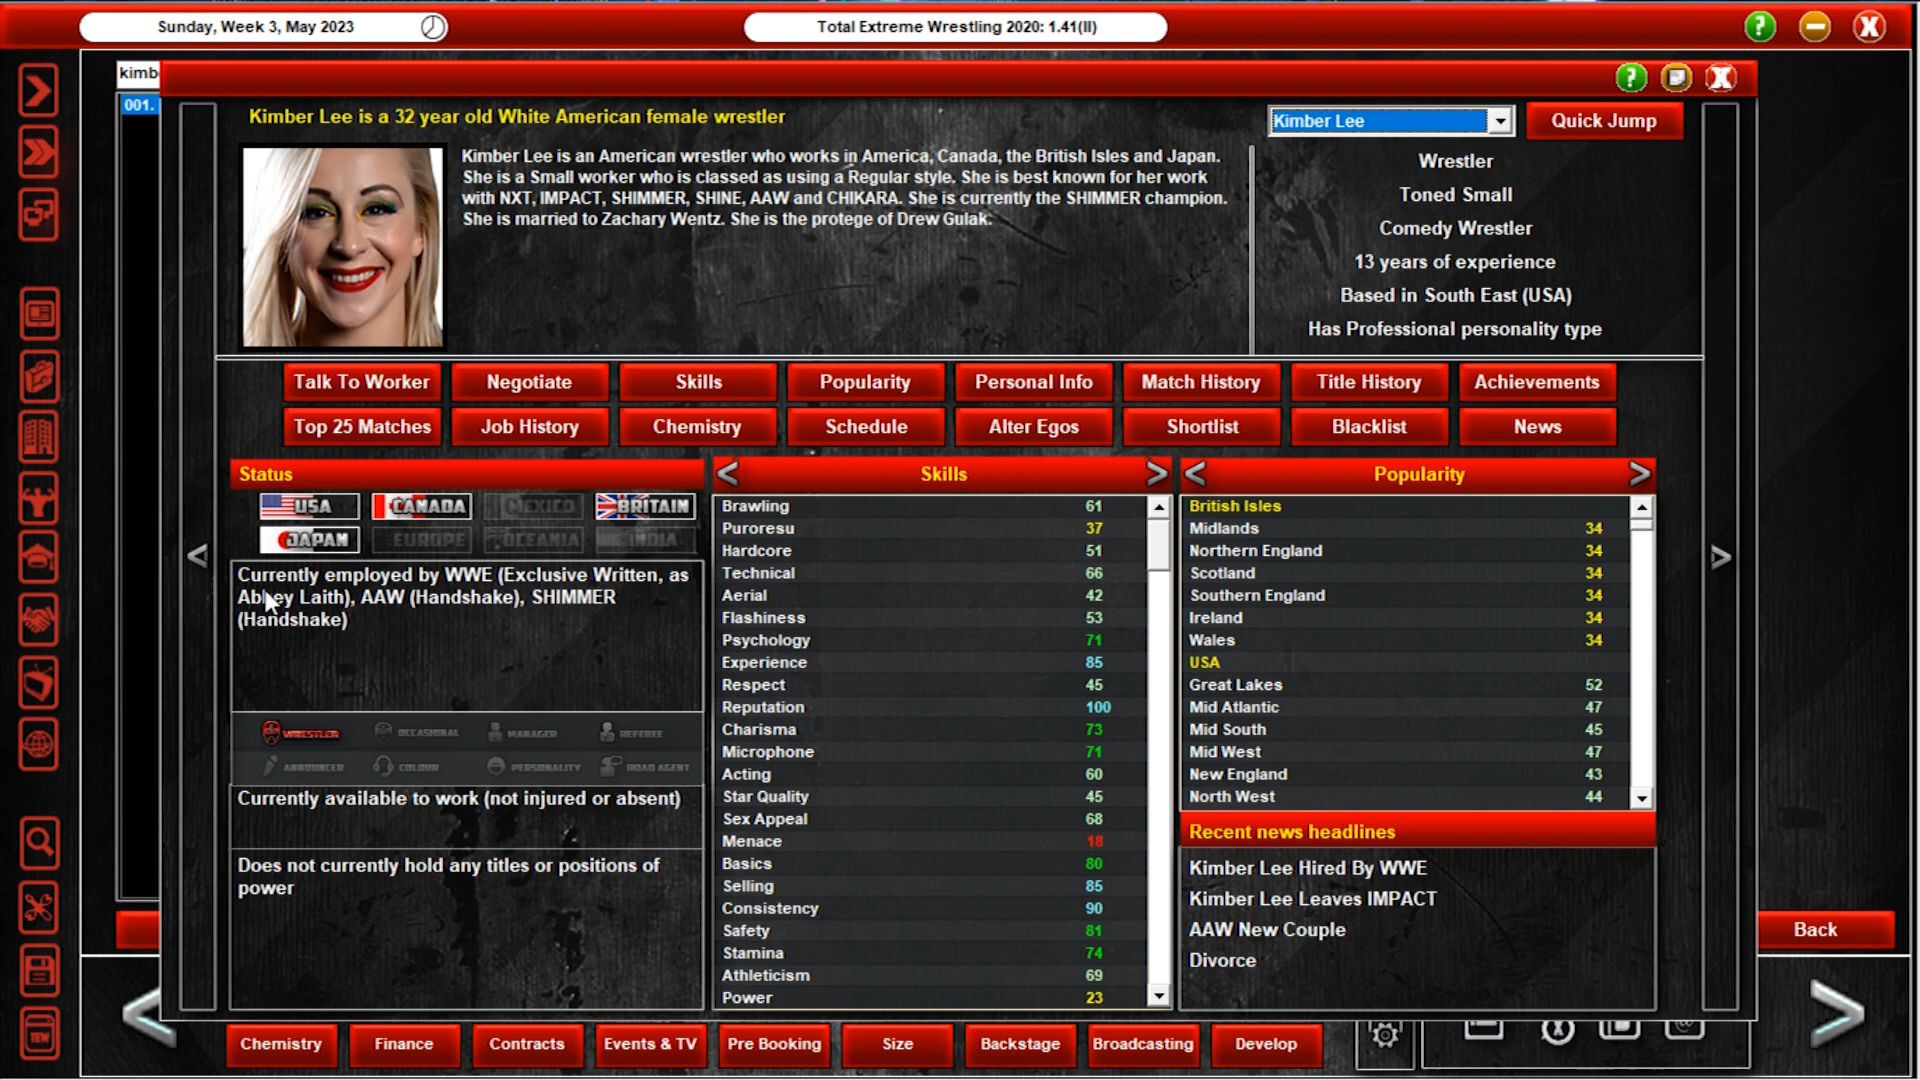 Sunday, Week 3, May 2023
Total Extreme Wrestling 2020: 1.41(II)
kimb
001.
Kimber Lee is a 32 year old White American female wrestler
Kimber Lee
Quick Jump
Kimber Lee is an American wrestler who works in America, Canada, the British Isles and Japan.
She is a Small worker who is classed as using a Regular style. She is best known for her work
with NXT, IMPACT, SHIMMER, SHINE, AAW and CHIKARA. She is currently the SHIMMER champion.
She is married to Zachary Wentz. She is the protege of Drew Gulak.
Wrestler
Toned Small
Comedy Wrestler
13 years of experience
Based in South East (USA)
Has Professional personality type
Talk To Worker
Negotiate
Skills
Popularity
Personal Info
Match History
Title History
Achievements
Top 25 Matches
Job History
Chemistry
Schedule
Alter Egos
Shortlist
Blacklist
News
Status
USA
CANADA
MEXICO
BRITAIN
JAPAN
EUROPE
OCEANIA
INDIA
Currently employed by WWE (Exclusive Written, as
Abbey Laith), AAW (Handshake), SHIMMER
(Handshake)
WRESTLER
OCCASIONAL
MANAGER
REFEREE
ANNOUNCER
COLOUR
PERSONALITY
ROAD AGENT
Currently available to work (not injured or absent)
Does not currently hold any titles or positions of
power
Skills
Brawling 61
Puroresu 37
Hardcore 51
Technical 66
Aerial 42
Flashiness 53
Psychology 71
Experience 85
Respect 45
Reputation 100
Charisma 73
Microphone 71
Acting 60
Star Quality 45
Sex Appeal 68
Menace 18
Basics 80
Selling 85
Consistency 90
Safety 81
Stamina 74
Athleticism 69
Power 23
Popularity
British Isles
Midlands 34
Northern England 34
Scotland 34
Southern England 34
Ireland 34
Wales 34
USA
Great Lakes 52
Mid Atlantic 47
Mid South 45
Mid West 47
New England 43
North West 44
Recent news headlines
Kimber Lee Hired By WWE
Kimber Lee Leaves IMPACT
AAW New Couple
Divorce
Back
Chemistry
Finance
Contracts
Events & TV
Pre Booking
Size
Backstage
Broadcasting
Develop
TEW